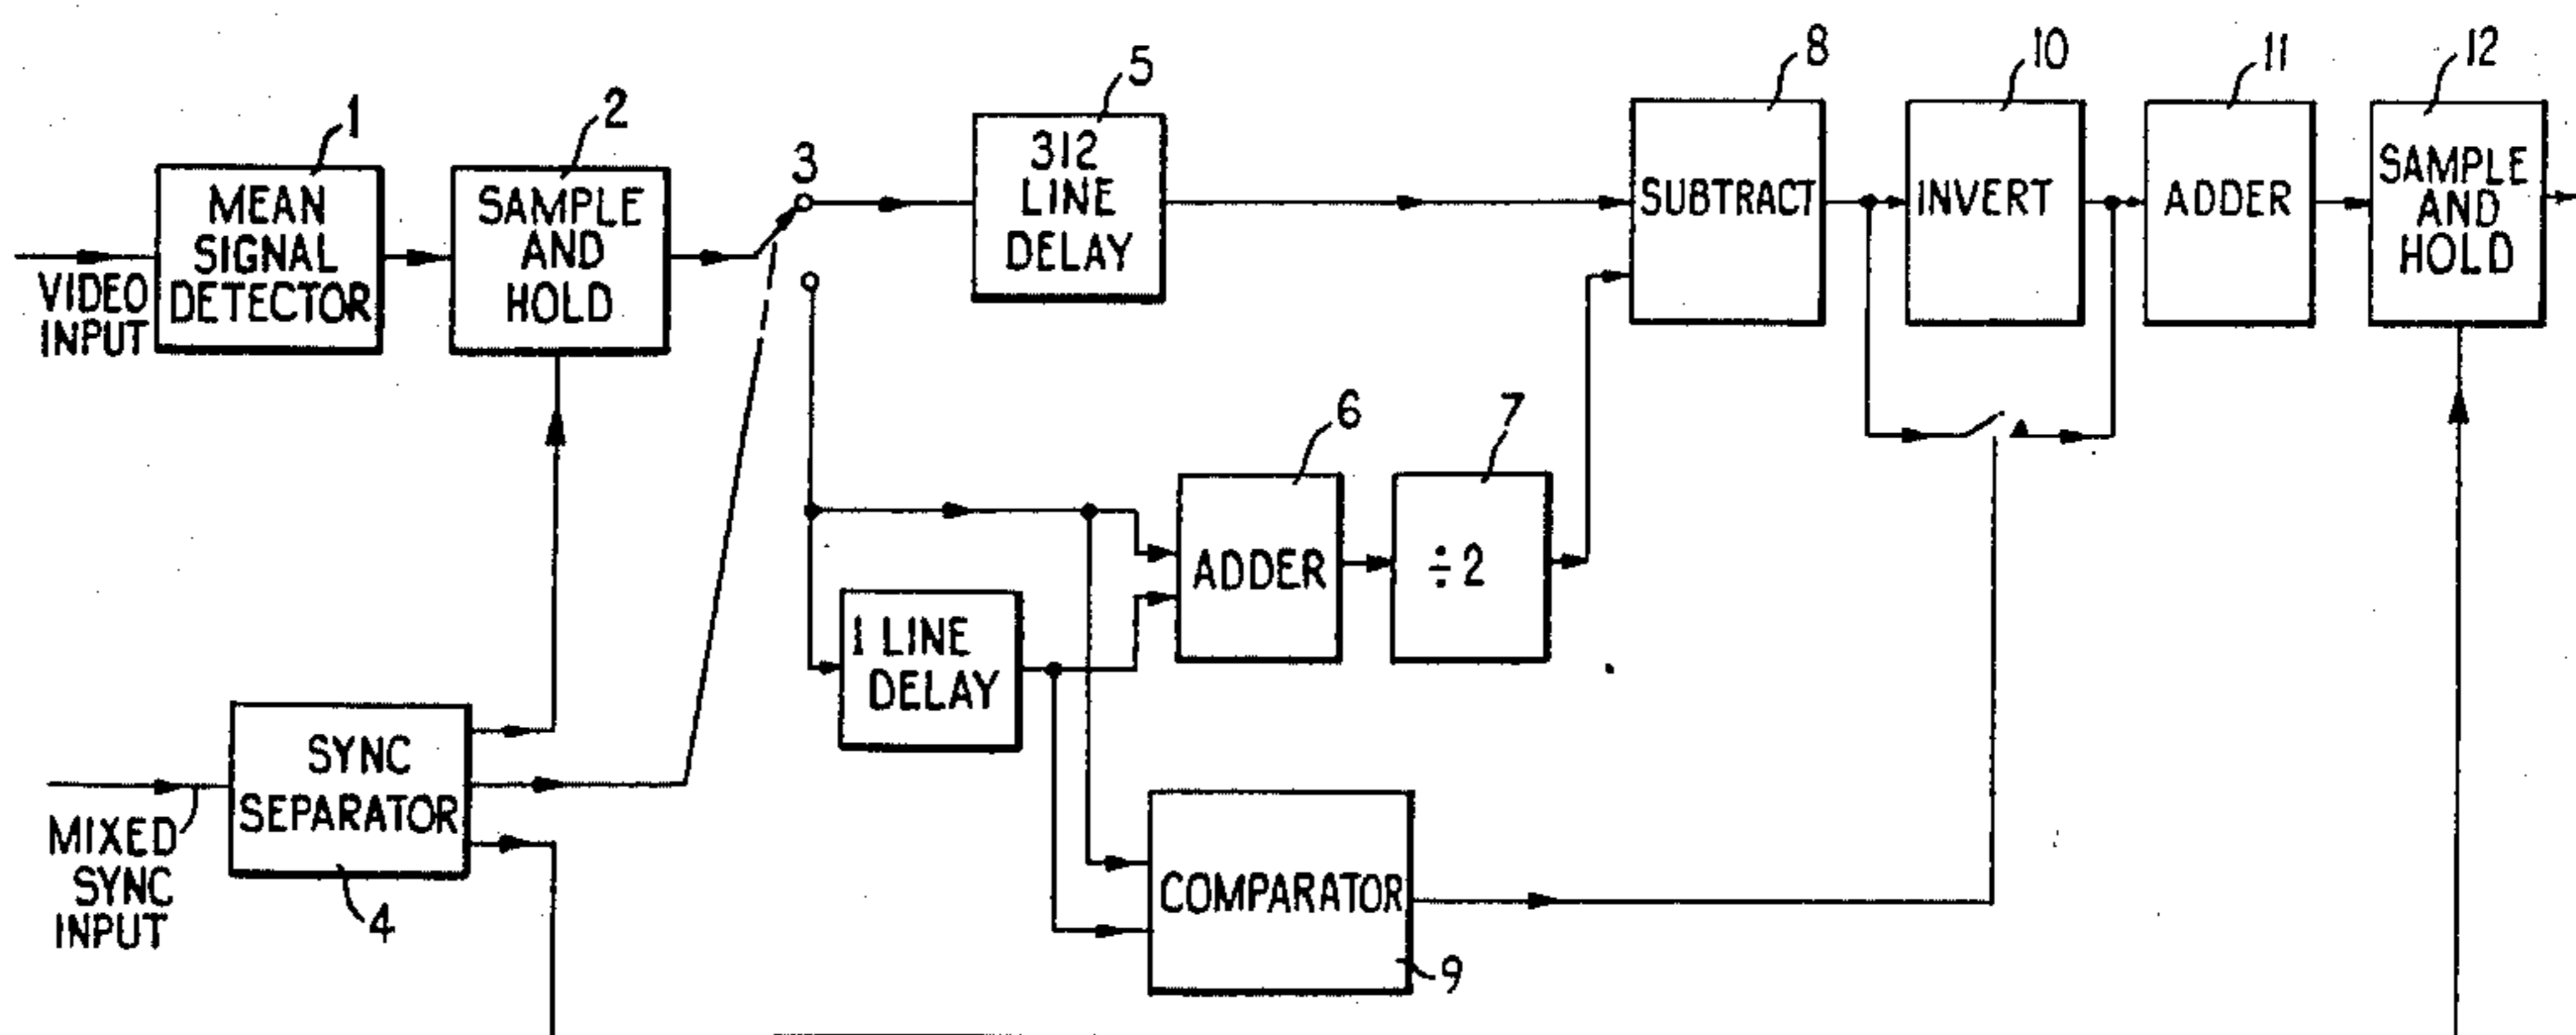 1
MEAN
SIGNAL
DETECTOR
VIDEO
INPUT
2
SAMPLE
AND
HOLD
3
5
312
LINE
DELAY
8
SUBTRACT
10
INVERT
11
ADDER
12
SAMPLE
AND
HOLD
6
ADDER
7
÷2
1 LINE
DELAY
SYNC
SEPARATOR
4
MIXED
SYNC
INPUT
COMPARATOR
9